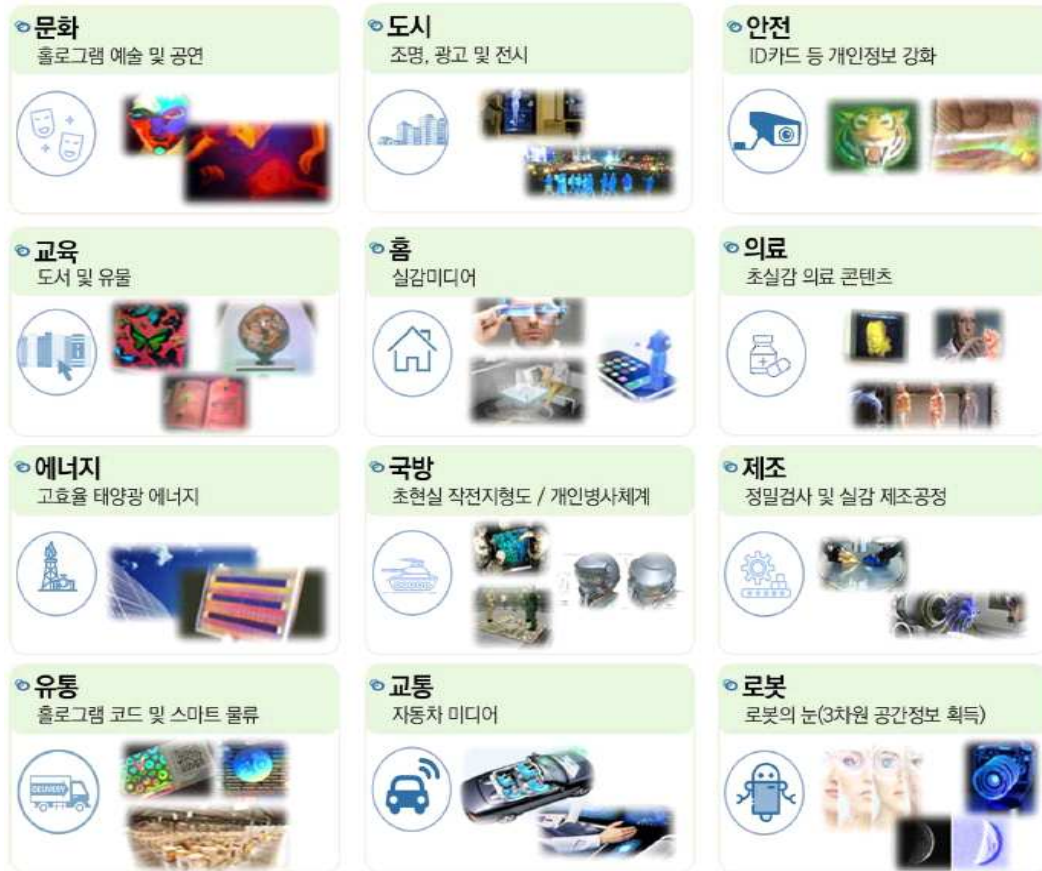 문화
홀로그램 예술 및 공연
도시
조명, 광고 및 전시
안전
ID카드 등 개인정보 강화
교육
도서 및 유물
홈
실감미디어
의료
초실감 의료 콘텐츠
에너지
고효율 태양광 에너지
국방
초현실 작전지형도 / 개인병사체계
제조
정밀검사 및 실감 제조공정
유통
홀로그램 코드 및 스마트 물류
DELIVERY
교통
자동차 미디어
로봇
로봇의 눈(3차원 공간정보 획득)